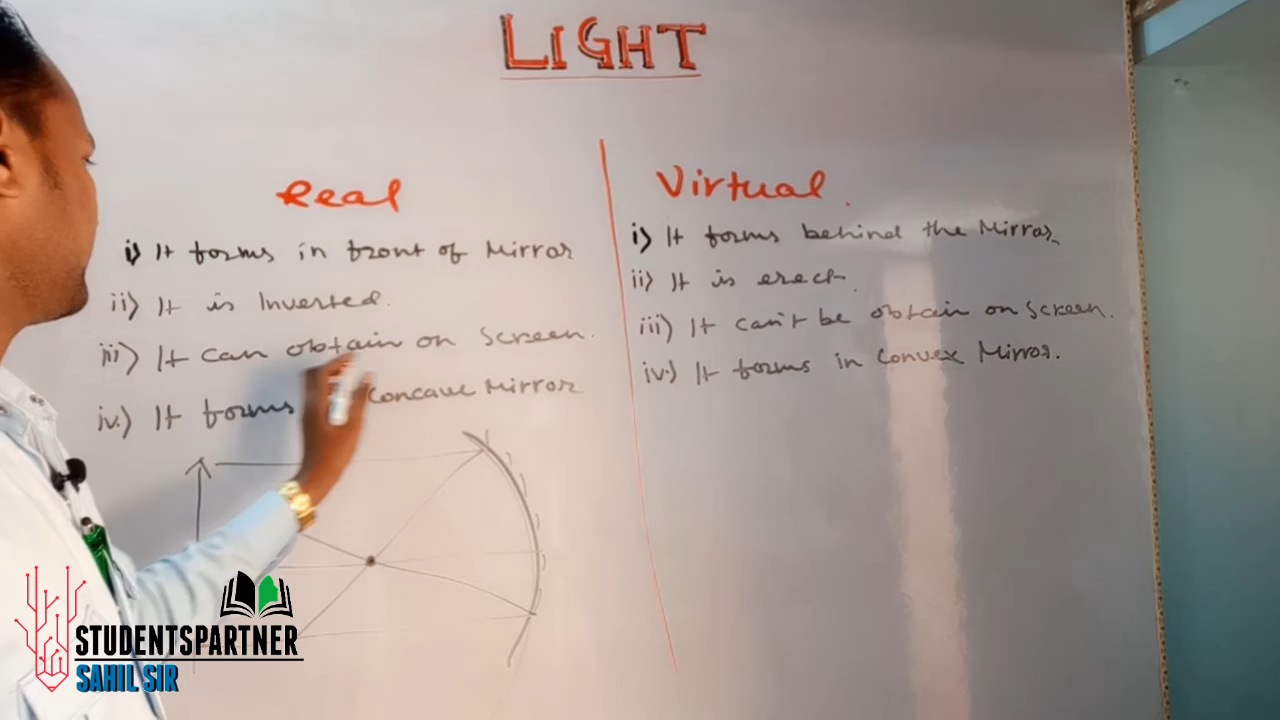 LIGHT
Real
i) It forms in front of Mirror
ii) It is Inverted.
iii) It can obtain on Screen.
iv.) It forms Concave Mirror
Virtual.
i) It forms behind the Mirror
ii) It is erect.
iii) It can't be obtain on Screen.
iv.) It forms in Convex Mirror.
STUDENTSPARTNER
SAHIL SIR